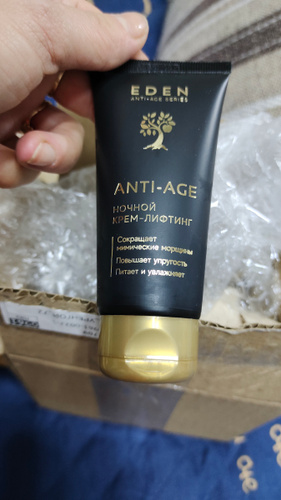 EDEN
ANTI-AGE SERIES
ANTI-AGE
НОЧНОЙ
КРЕМ-ЛИФТИНГ
Сокращает
мимические морщины
Повышает упругость
Питает и увлажняет